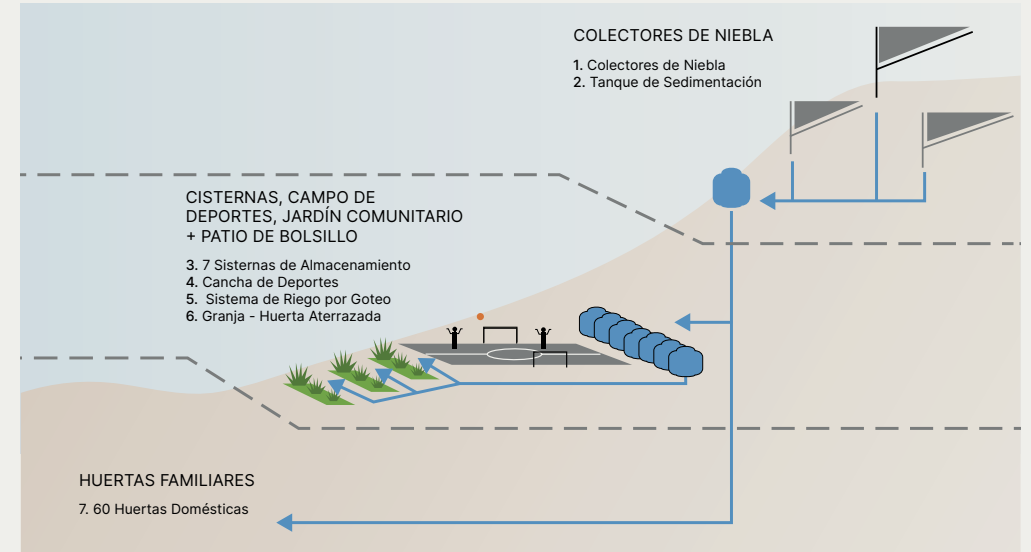 COLECTORES DE NIEBLA
1. Colectores de Niebla
2. Tanque de Sedimentación
CISTERNAS, CAMPO DE
DEPORTES, JARDÍN COMUNITARIO
+ PATIO DE BOLSILLO
3. 7 Sisternas de Almacenamiento
4. Cancha de Deportes
5. Sistema de Riego por Goteo
6. Granja - Huerta Aterrazada
HUERTAS FAMILIARES
7. 60 Huertas Domésticas